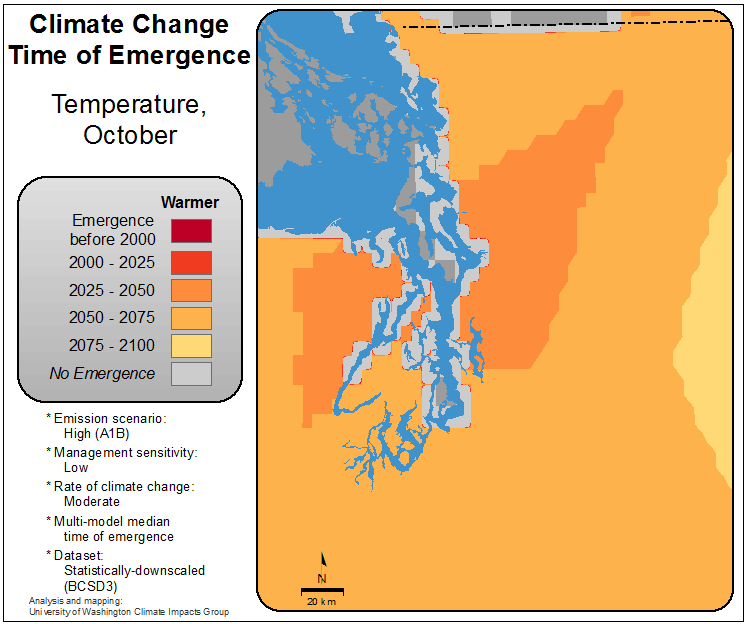 Climate Change
Time of Emergence
Temperature,
October
Warmer
Emergence
before 2000
2000 - 2025
2025 - 2050
2050 - 2075
2075 - 2100
No Emergence
* Emission scenario:
High (A1B)
* Management sensitivity:
Low
* Rate of climate change:
Moderate
* Multi-model median
time of emergence
* Dataset:
Statistically-downscaled
(BCSD3)
Analysis and mapping:
University of Washington Climate Impacts Group
N
20 km